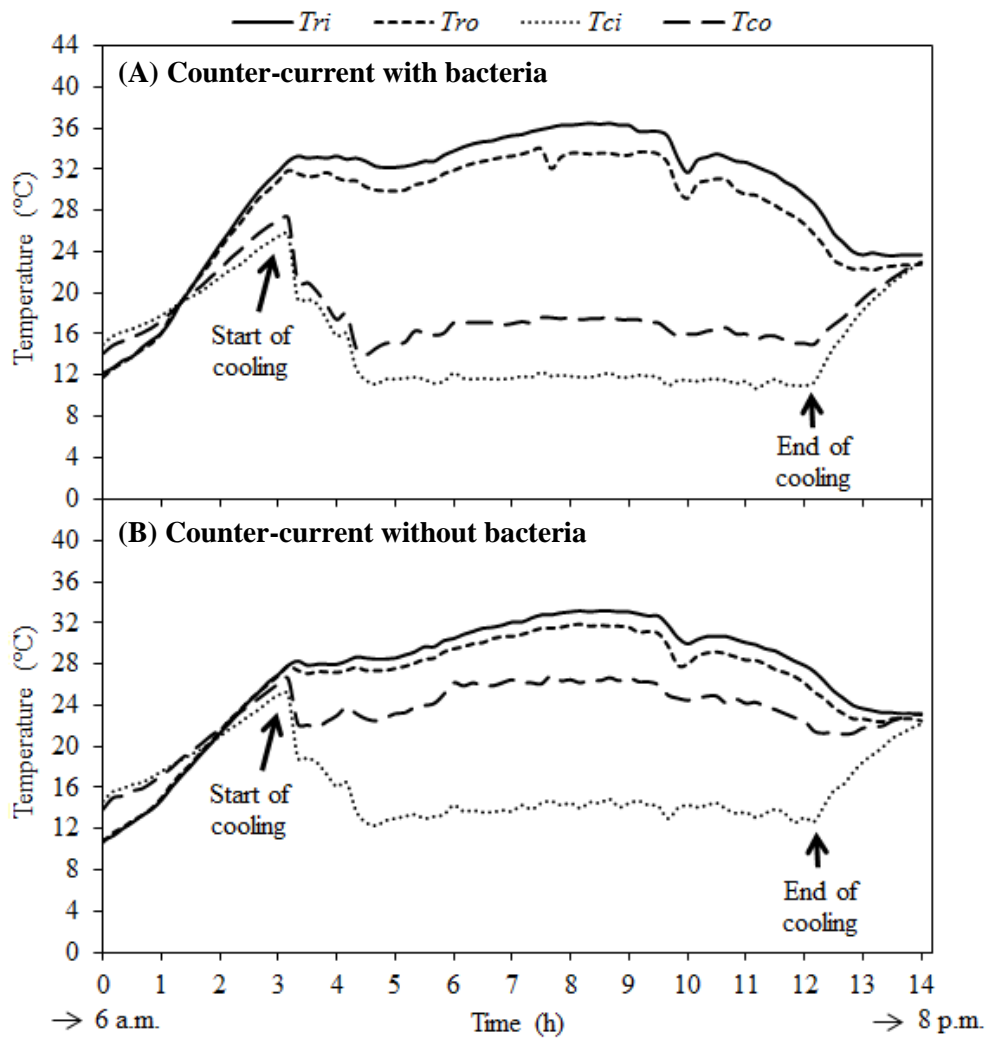 Tri Tro Tci Tco
44
(A) Counter-current with bacteria
40
36
32
28
24
20
16
12
8
4
0
Temperature (°C)
Start of
cooling
End of
cooling
(B) Counter-current without bacteria
40
36
32
28
24
20
16
12
8
4
0
Temperature (°C)
Start of
cooling
End of
cooling
0 1 2 3 4 5 6 7 8 9 10 11 12 13 14
→ 6 a.m. Time (h) → 8 p.m.